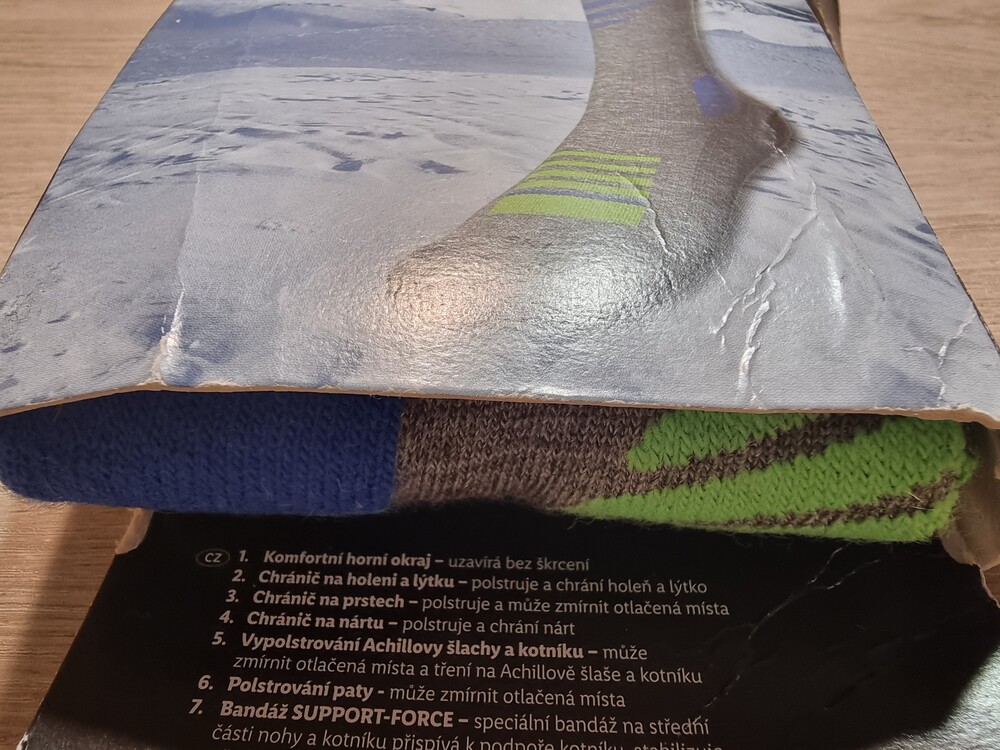 CZ 1. Komfortní horní okraj – uzavírá bez škrcení
2. Chránič na holeni a lýtku – polstruje a chrání holeň a lýtko
3. Chránič na prstech – polstruje a může zmírnit otlačená místa
4. Chránič na nártu – polstruje a chrání nárt
5. Vypolstrování Achillovy šlachy a kotníku – může
zmírnit otlačená místa a tření na Achillově šlaše a kotníku
6. Polstrování paty - může zmírnit otlačená místa
7. Bandáž SUPPORT-FORCE – speciální bandáž na střední
části nohy a kotníku přispívá k podpoře kotníku, stabilizuje